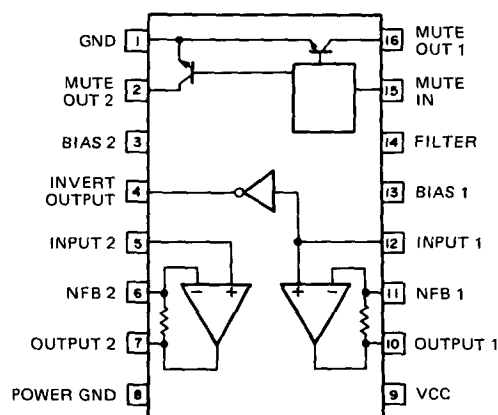 GND 1
MUTE
OUT 2 2
BIAS 2 3
INVERT
OUTPUT 4
INPUT 2 5
NFB 2 6
OUTPUT 2 7
POWER GND 8
16 MUTE
OUT 1
15 MUTE
IN
14 FILTER
13 BIAS 1
12 INPUT 1
11 NFB 1
10 OUTPUT 1
9 VCC
- +
+ -